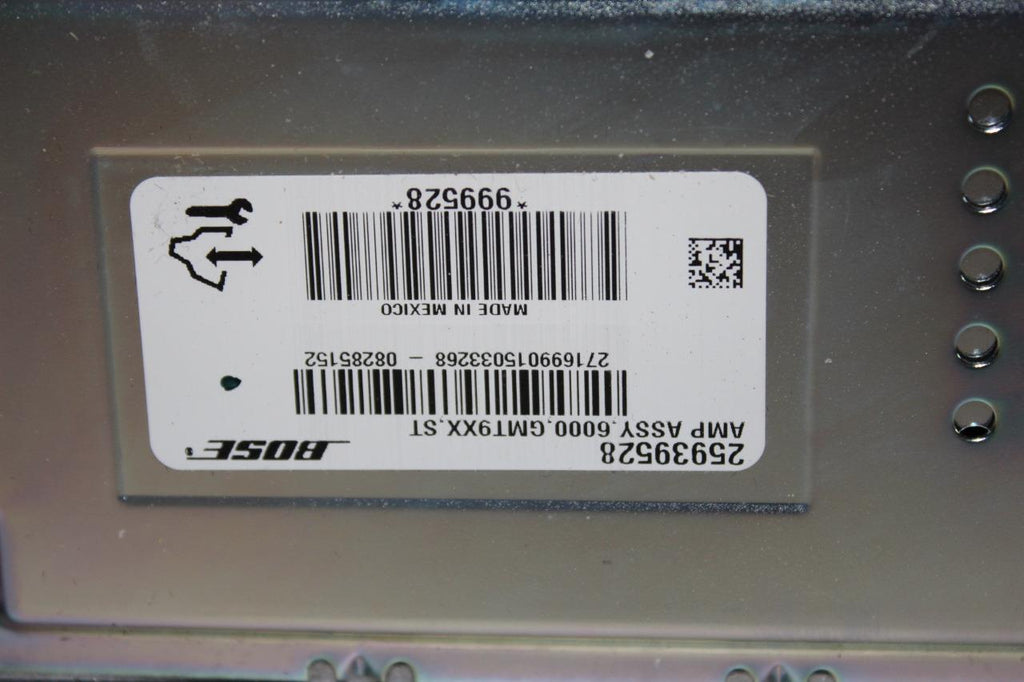 25939528
BOSE®
AMP ASSY.6000.GMT9XX.ST
271699015033268 – 08285152
MADE IN MEXICO
*999528*